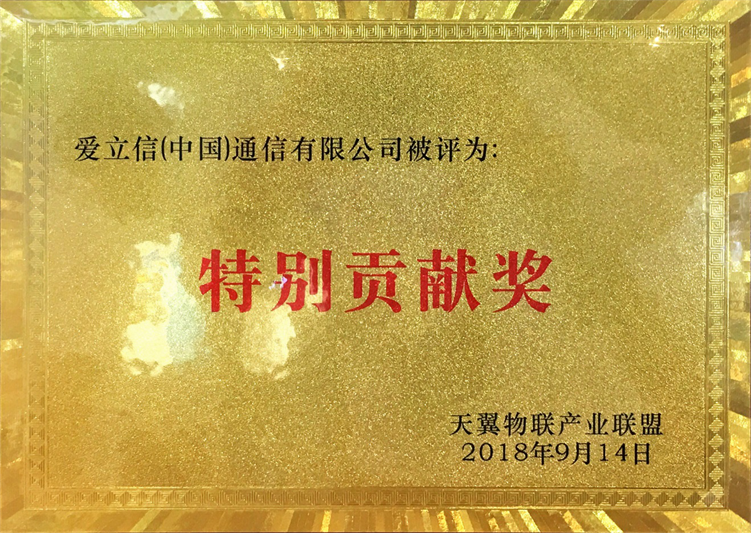 爱立信(中国)通信有限公司被评为:
特别贡献奖
天翼物联产业联盟
2018年9月14日